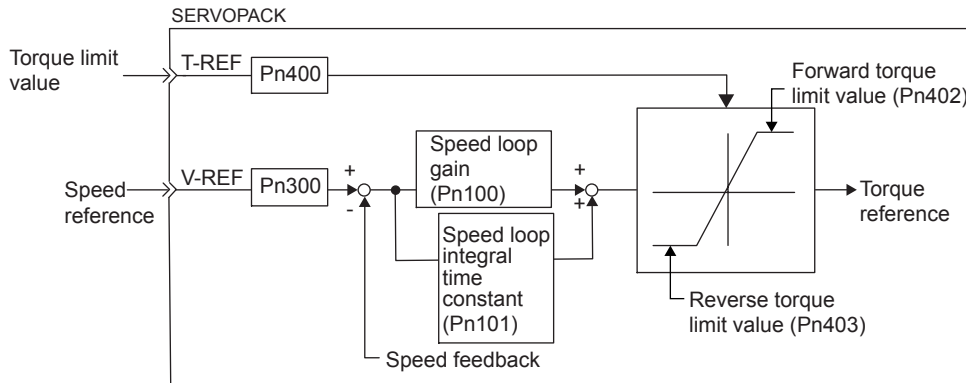 SERVOPACK
Torque limit
value
T-REF
Pn400
Forward torque
limit value (Pn402)
Speed
reference
V-REF
Pn300
+
-
Speed loop
gain
(Pn100)
Speed loop
integral
time
constant
(Pn101)
+
+
Torque
reference
Reverse torque
limit value (Pn403)
Speed feedback